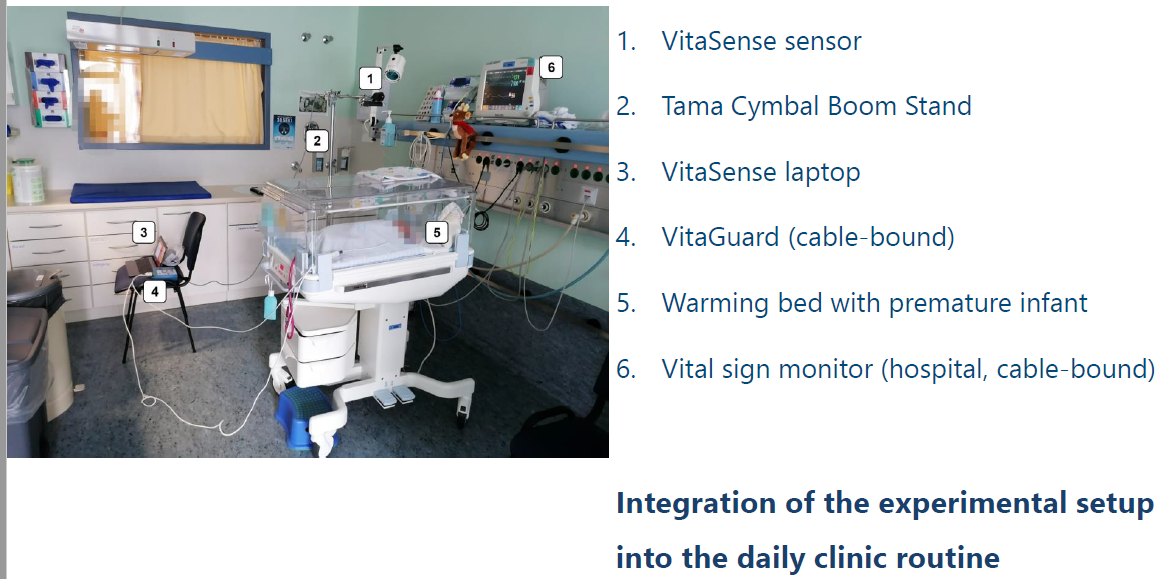 1. VitaSense sensor
2. Tama Cymbal Boom Stand
3. VitaSense laptop
4. VitaGuard (cable-bound)
5. Warming bed with premature infant
6. Vital sign monitor (hospital, cable-bound)
Integration of the experimental setup
into the daily clinic routine
1
6
2
3
5
4